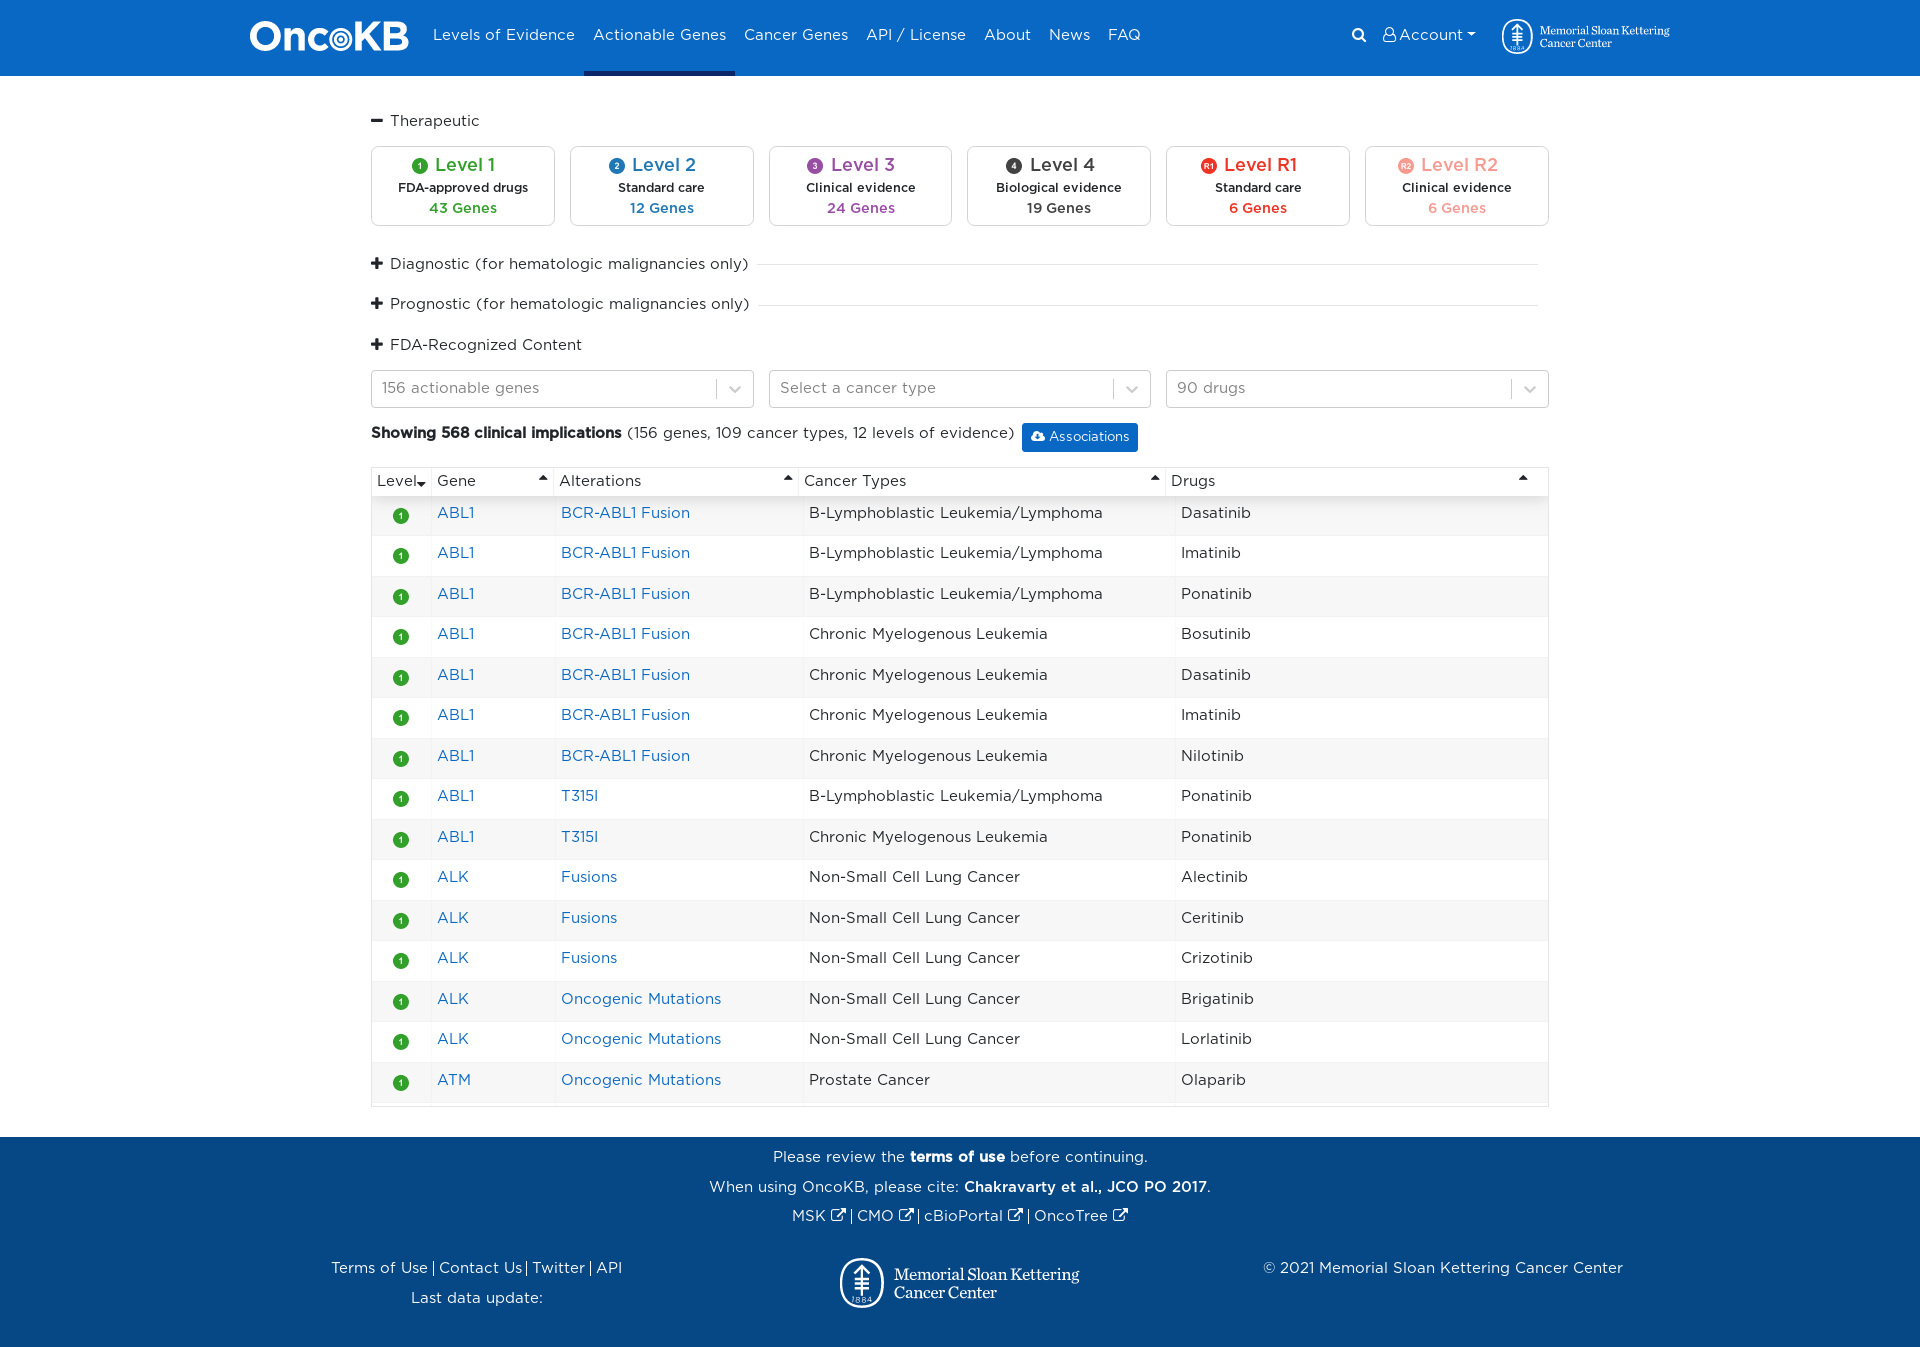 OncoKB Levels of Evidence Actionable Genes Cancer Genes API / License About News FAQ Account Memorial Sloan Kettering Cancer Center 1884
Therapeutic
1 Level 1 2 Level 2 3 Level 3 4 Level 4 R1 Level R1 R2 Level R2
FDA-approved drugs Standard care Clinical evidence Biological evidence Standard care Clinical evidence
43 Genes 12 Genes 24 Genes 19 Genes 6 Genes 6 Genes
Diagnostic (for hematologic malignancies only)
Prognostic (for hematologic malignancies only)
FDA-Recognized Content
156 actionable genes Select a cancer type 90 drugs
Showing 568 clinical implications (156 genes, 109 cancer types, 12 levels of evidence) Associations
Level Gene Alterations Cancer Types Drugs
1 ABL1 BCR-ABL1 Fusion B-Lymphoblastic Leukemia/Lymphoma Dasatinib
1 ABL1 BCR-ABL1 Fusion B-Lymphoblastic Leukemia/Lymphoma Imatinib
1 ABL1 BCR-ABL1 Fusion B-Lymphoblastic Leukemia/Lymphoma Ponatinib
1 ABL1 BCR-ABL1 Fusion Chronic Myelogenous Leukemia Bosutinib
1 ABL1 BCR-ABL1 Fusion Chronic Myelogenous Leukemia Dasatinib
1 ABL1 BCR-ABL1 Fusion Chronic Myelogenous Leukemia Imatinib
1 ABL1 BCR-ABL1 Fusion Chronic Myelogenous Leukemia Nilotinib
1 ABL1 T315I B-Lymphoblastic Leukemia/Lymphoma Ponatinib
1 ABL1 T315I Chronic Myelogenous Leukemia Ponatinib
1 ALK Fusions Non-Small Cell Lung Cancer Alectinib
1 ALK Fusions Non-Small Cell Lung Cancer Ceritinib
1 ALK Fusions Non-Small Cell Lung Cancer Crizotinib
1 ALK Oncogenic Mutations Non-Small Cell Lung Cancer Brigatinib
1 ALK Oncogenic Mutations Non-Small Cell Lung Cancer Lorlatinib
1 ATM Oncogenic Mutations Prostate Cancer Olaparib
Please review the terms of use before continuing.
When using OncoKB, please cite: Chakravarty et al., JCO PO 2017.
MSK | CMO | cBioPortal | OncoTree
Terms of Use | Contact Us | Twitter | API
Last data update:
1884 Memorial Sloan Kettering
Cancer Center
© 2021 Memorial Sloan Kettering Cancer Center